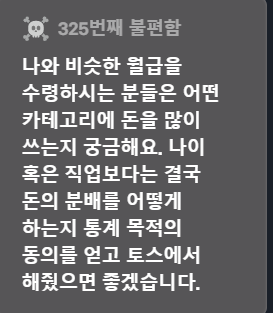 325번째 불편함
나와 비슷한 월급을
수령하시는 분들은 어떤
카테고리에 돈을 많이
쓰는지 궁금해요. 나이
혹은 직업보다는 결국
돈의 분배를 어떻게
하는지 통계 목적의
동의를 얻고 토스에서
해줬으면 좋겠습니다.